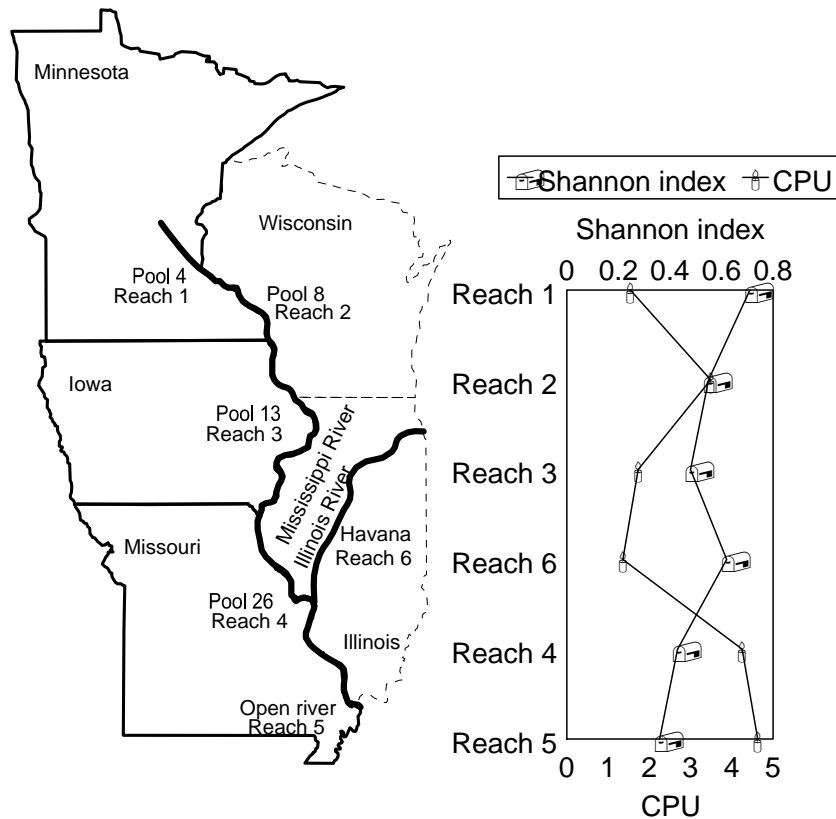 Minnesota
Wisconsin
Pool 4
Reach 1
Pool 8
Reach 2
Iowa
Pool 13
Reach 3
Mississippi River
Illinois River
Missouri
Havana
Reach 6
Pool 26
Reach 4
Illinois
Open river
Reach 5
Shannon index CPU
Shannon index
0 0.2 0.4 0.6 0.8
Reach 1
Reach 2
Reach 3
Reach 6
Reach 4
Reach 5
0 1 2 3 4 5
CPU